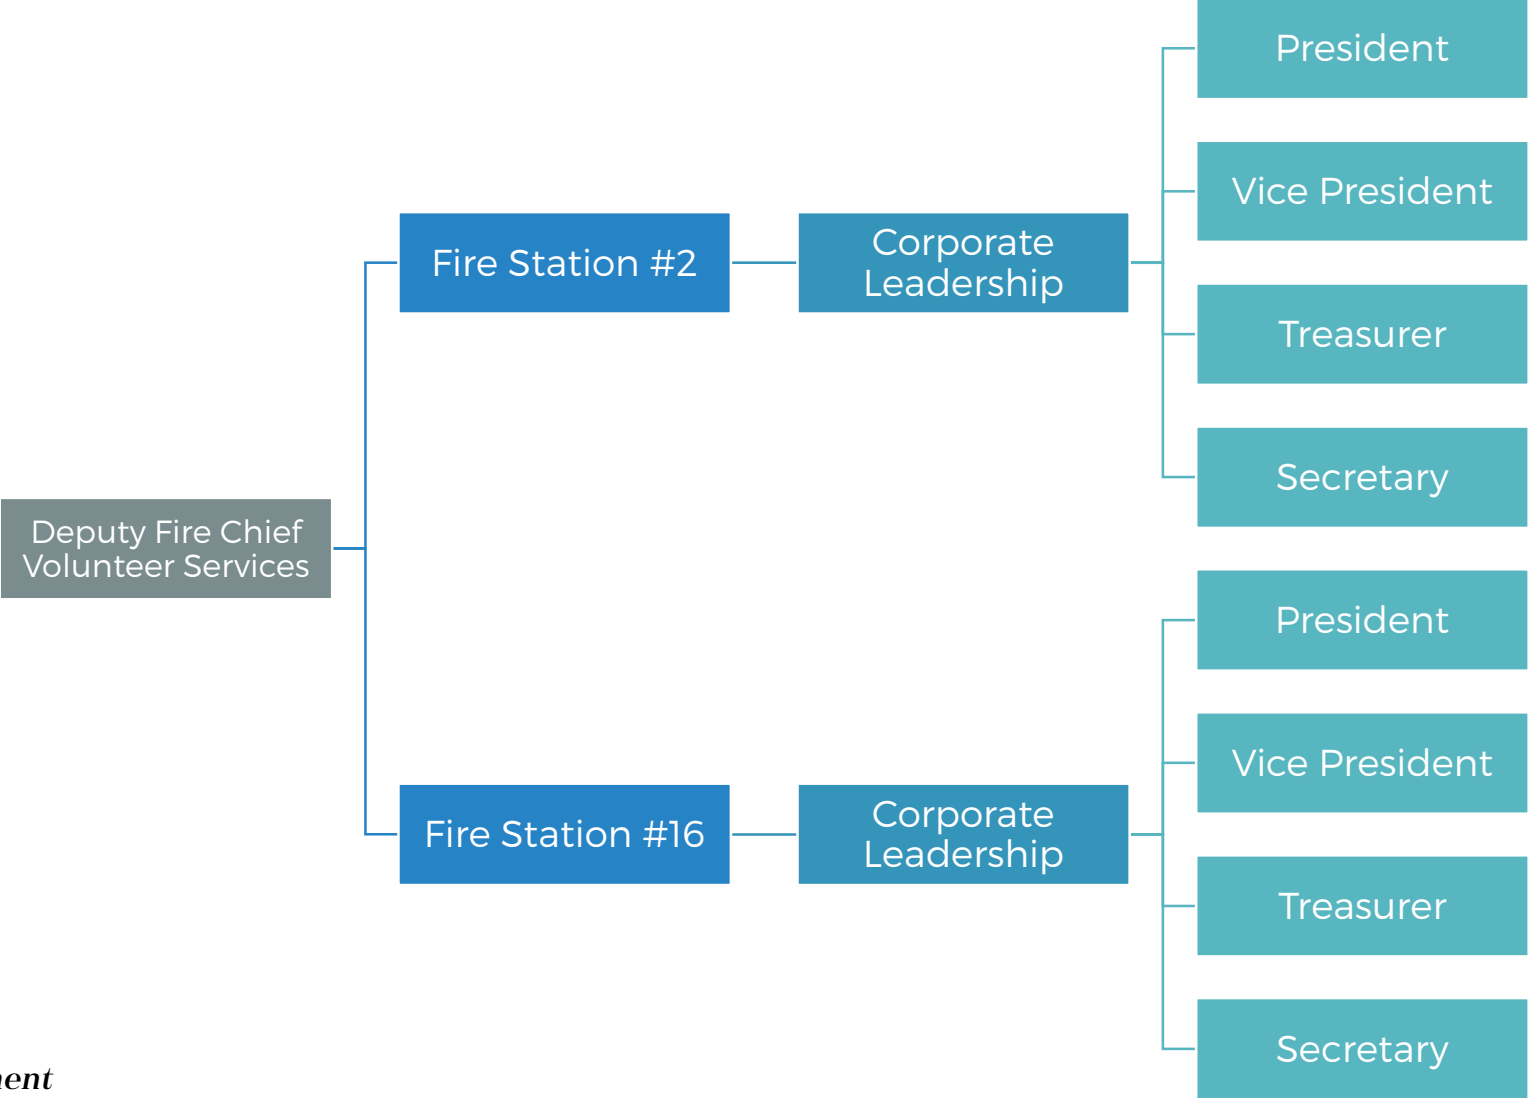 President
Vice President
Fire Station #2
Corporate
Leadership
Treasurer
Secretary
Deputy Fire Chief
Volunteer Services
President
Vice President
Fire Station #16
Corporate
Leadership
Treasurer
Secretary